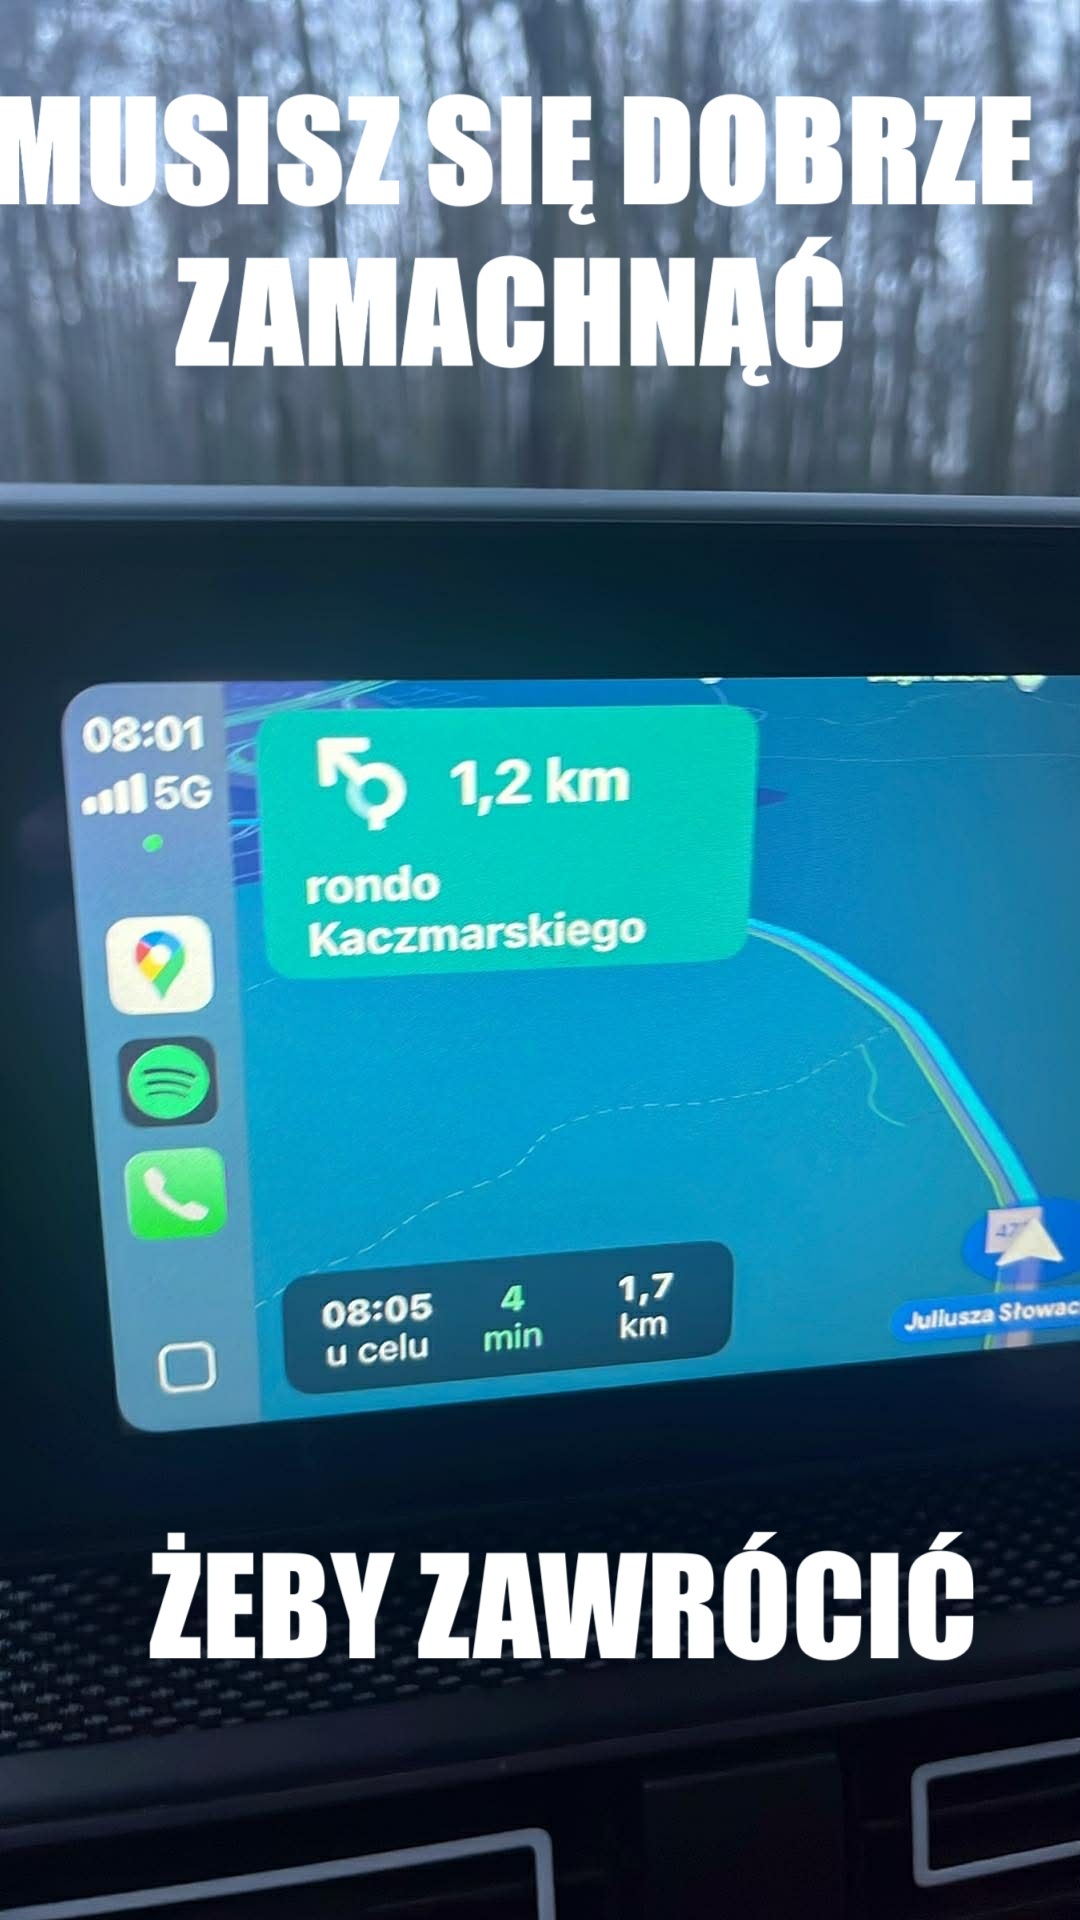 MUSISZ SIĘ DOBRZE
ZAMACHNĄĆ
08:01
5G
1,2 km
rondo
Kaczmarskiego
08:05
4
1,7
u celu
min
km
Juliusza
ŻEBY ZAWRÓCIĆ